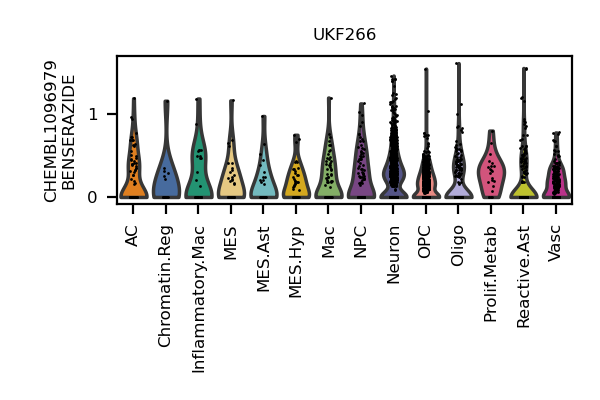 UKF266
CHEMBL1096979
BENSERAZIDE
1
0
AC
Chromatin.Reg
Inflammatory.Mac
MES
MES.Ast
MES.Hyp
Mac
NPC
Neuron
OPC
Oligo
Prolif.Metab
Reactive.Ast
Vasc